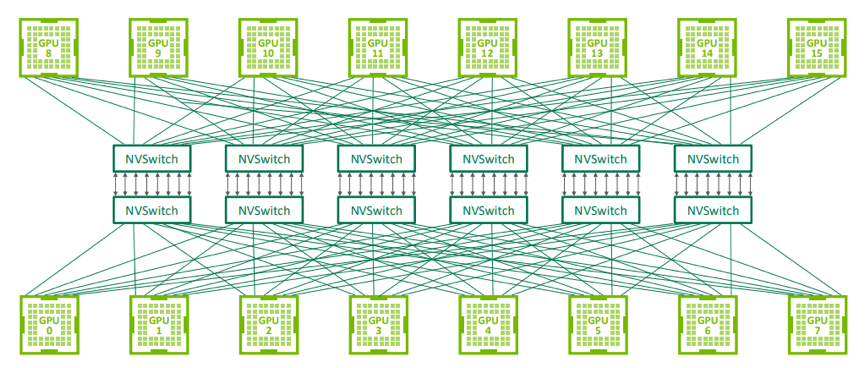 GPU 8 GPU 9 GPU 10 GPU 11 GPU 12 GPU 13 GPU 14 GPU 15
NVSwitch NVSwitch NVSwitch NVSwitch NVSwitch NVSwitch
NVSwitch NVSwitch NVSwitch NVSwitch NVSwitch NVSwitch
GPU 0 GPU 1 GPU 2 GPU 3 GPU 4 GPU 5 GPU 6 GPU 7